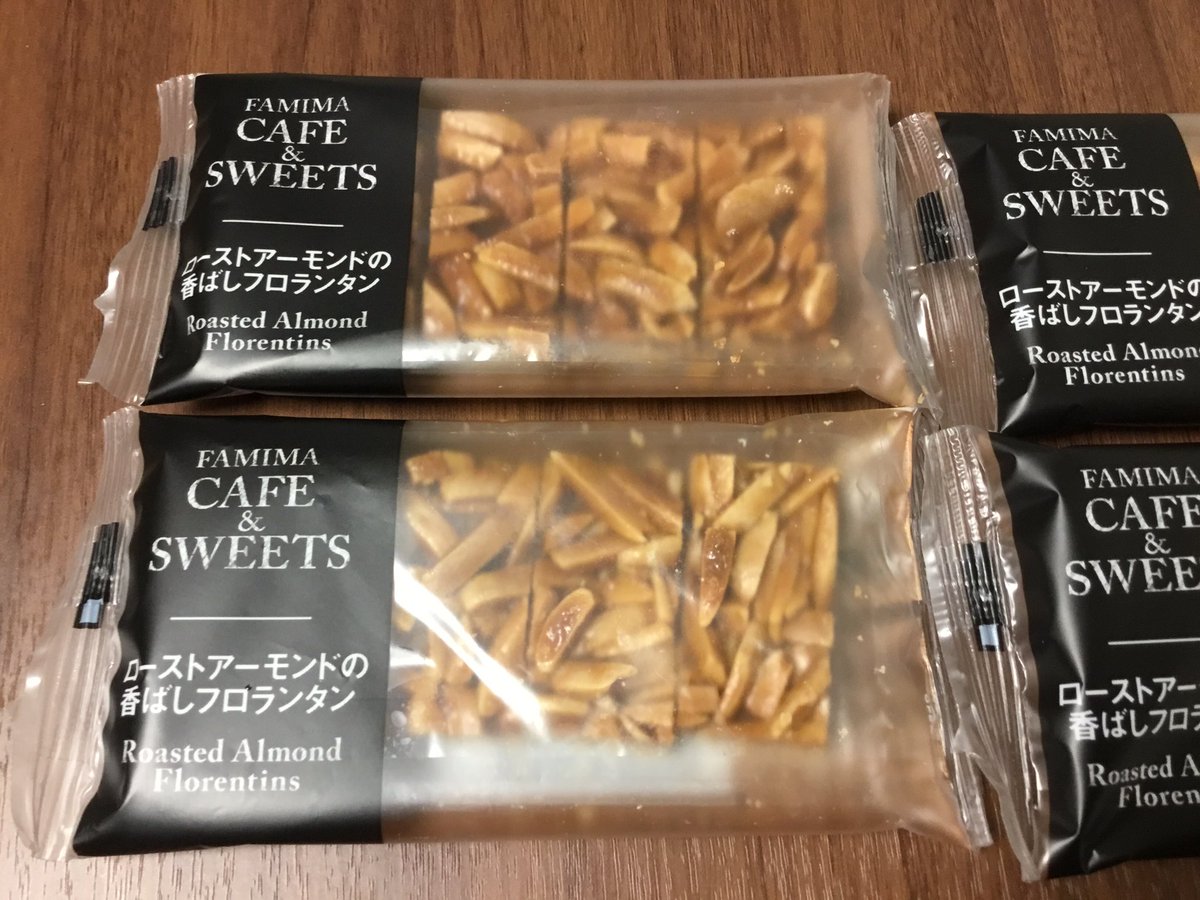 FAMIMA
CAFE
&
SWEETS
ローストアーモンドの
香ばしフロランタン
Roasted Almond
Florentins
FAMIMA
CAFE
&
SWEETS
ローストアーモンドの
香ばしフロランタン
Roasted Almond
Florentins
FAMIMA
CAFE
&
SWEETS
ローストアーモンドの
香ばしフロランタン
Roasted Almon
Florentins
FAMIMA
CAFE
&
SWEE
ローストアーモ
香ばしフロ
Roasted A
Floren